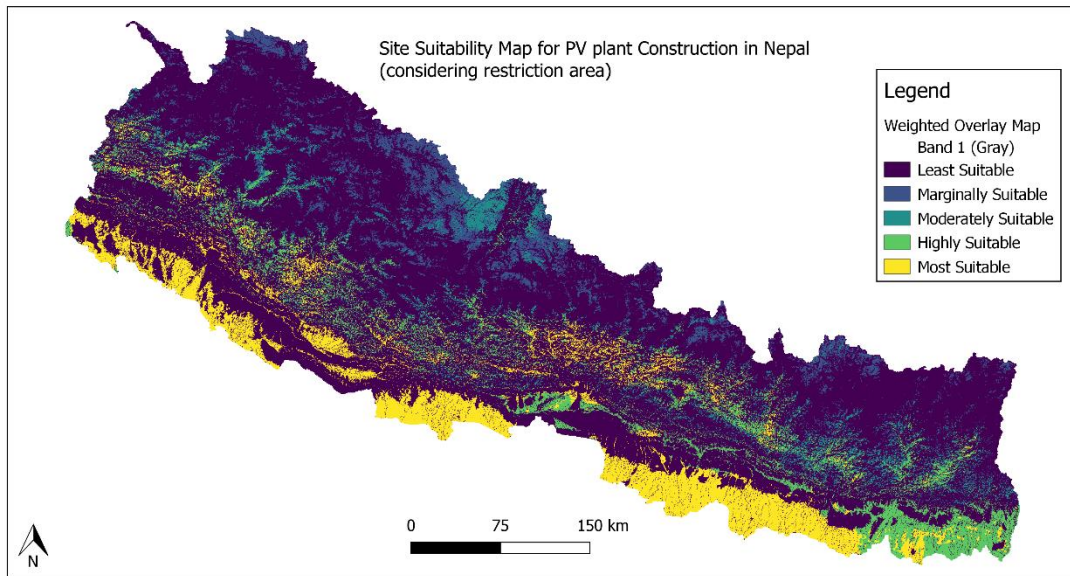 Site Suitability Map for PV plant Construction in Nepal
(considering restriction area)
Legend
Weighted Overlay Map
Band 1 (Gray)
Least Suitable
Marginally Suitable
Moderately Suitable
Highly Suitable
Most Suitable
0 75 150 km
N